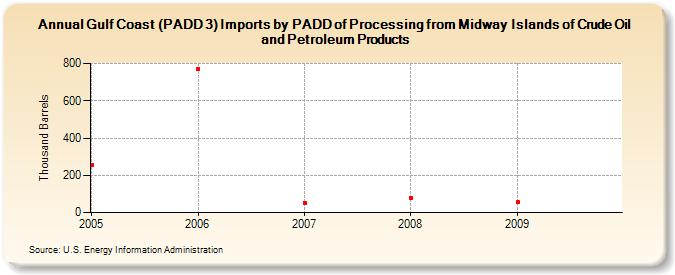 Annual Gulf Coast (PADD 3) Imports by PADD of Processing from Midway Islands of Crude Oil
and Petroleum Products
Thousand Barrels
800
600
400
200
0
2005 2006 2007 2008 2009
Source: U.S. Energy Information Administration